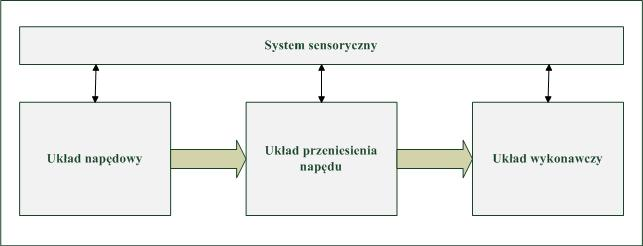 System sensoryczny
Układ napędowy
Układ przeniesienia
napędu
Układ wykonawczy